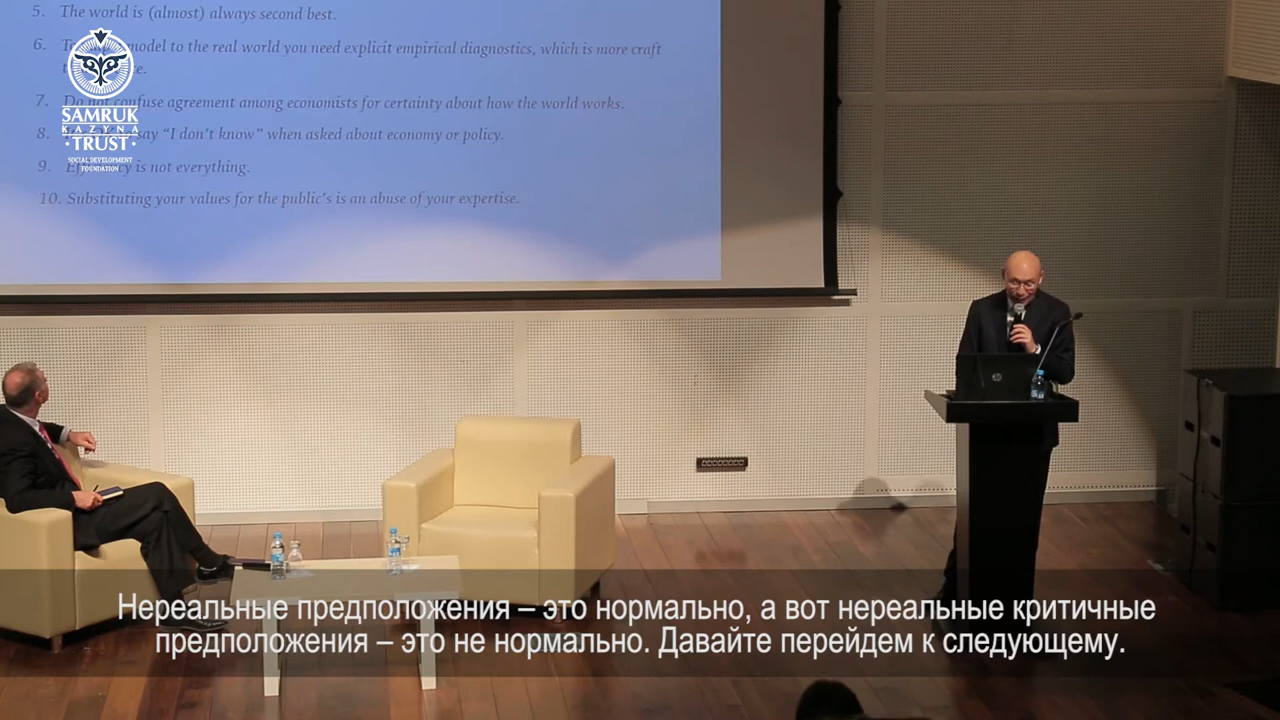 5. The world is (almost) always second best.
6. model to the real world you need explicit empirical diagnostics, which is more craft
7. Do not confuse agreement among economists for certainty about how the world works.
8. say “I don’t know” when asked about economy or policy.
9. is not everything.
10. Substituting your values for the public’s is an abuse of your expertise.
SAMRUK
KAZYNA
·TRUST·
SOCIAL DEVELOPMENT
FOUNDATION
hp
Нереальные предположения – это нормально, а вот нереальные критичные
предположения – это не нормально. Давайте перейдем к следующему.